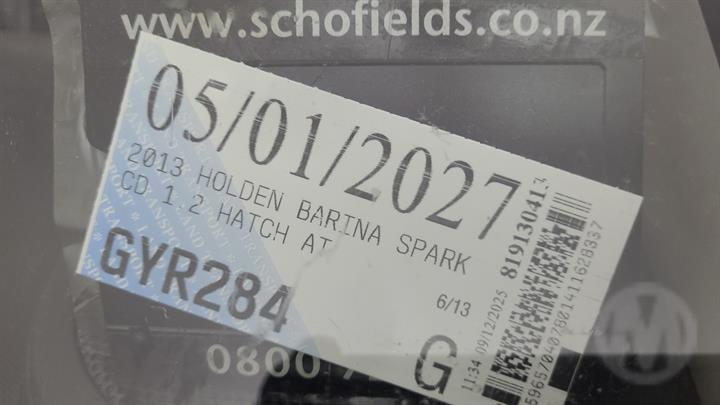 www.schofields.co.nz
05/01/2027
2013 HOLDEN BARINA SPARK
CD 1.2 HATCH AT
GYR284
6/13
G
11:34 09/12/2025 819130413
0800
M